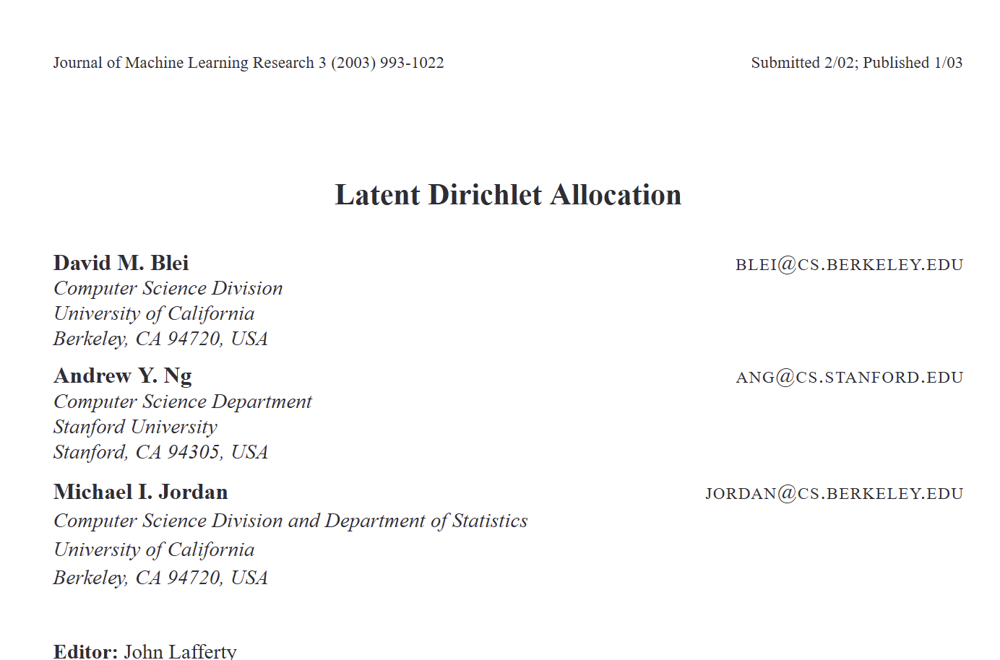 Journal of Machine Learning Research 3 (2003) 993-1022 Submitted 2/02; Published 1/03
Latent Dirichlet Allocation
David M. Blei BLEI@CS.BERKELEY.EDU
Computer Science Division
University of California
Berkeley, CA 94720, USA
Andrew Y. Ng ANG@CS.STANFORD.EDU
Computer Science Department
Stanford University
Stanford, CA 94305, USA
Michael I. Jordan JORDAN@CS.BERKELEY.EDU
Computer Science Division and Department of Statistics
University of California
Berkeley, CA 94720, USA
Editor: John Lafferty